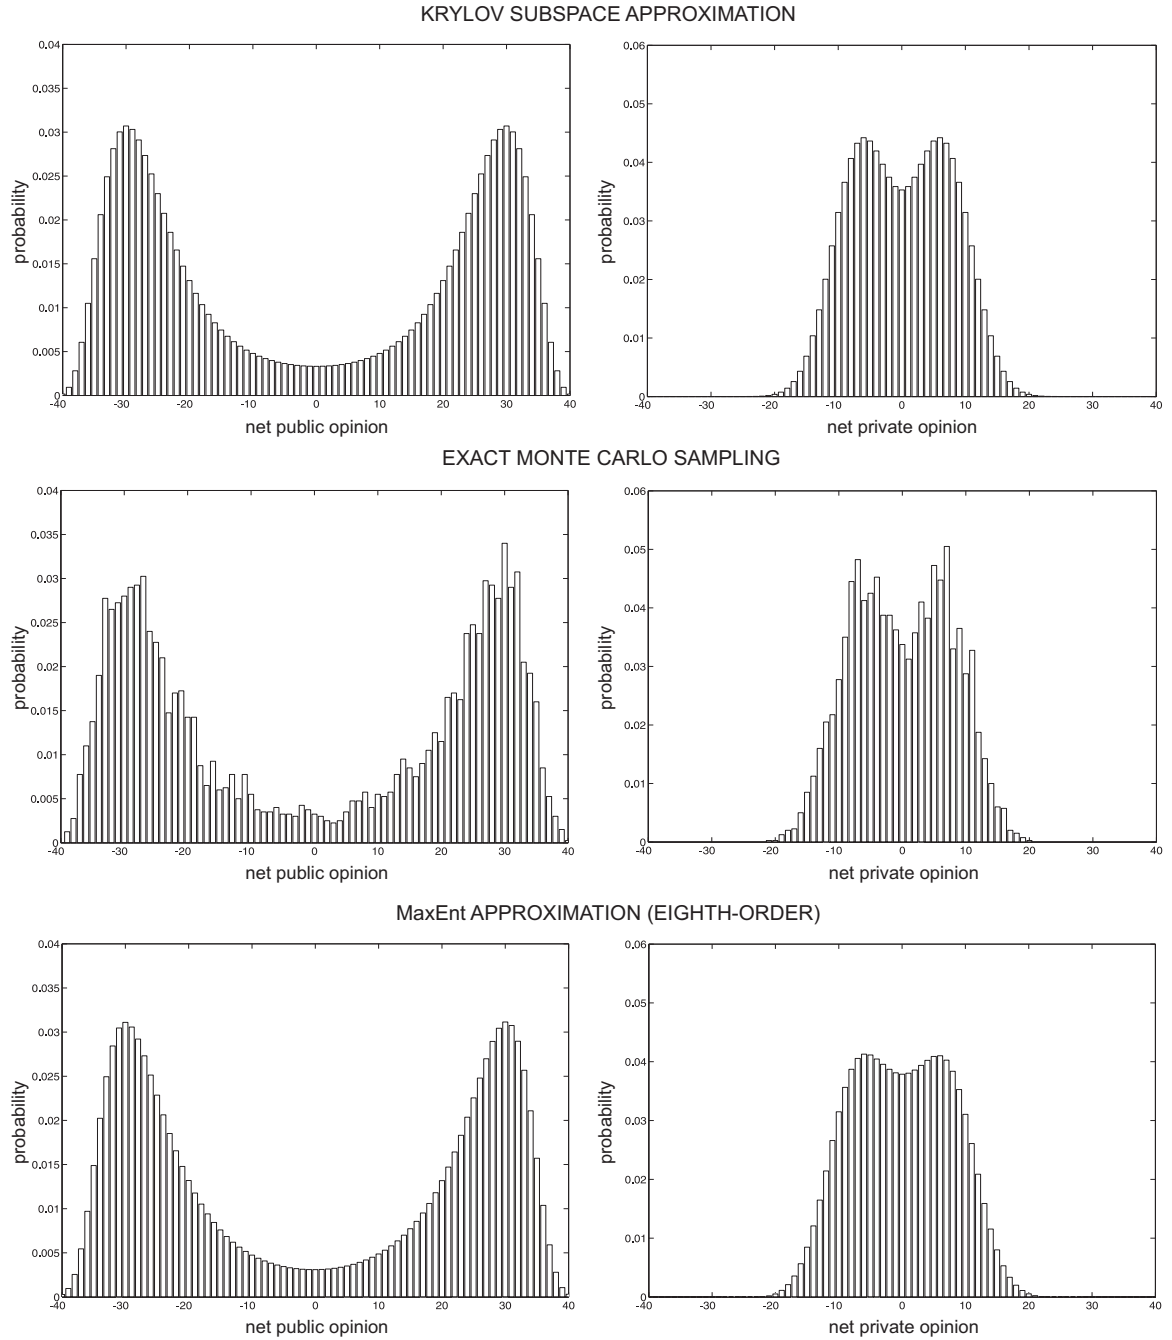 KRYLOV SUBSPACE APPROXIMATION
0.04
0.035
0.03
0.025
0.02
0.015
0.01
0.005
0
probability
-40 -30 -20 -10 0 10 20 30 40
net public opinion
0.06
0.05
0.04
0.03
0.02
0.01
0
probability
-40 -30 -20 -10 0 10 20 30 40
net private opinion
EXACT MONTE CARLO SAMPLING
0.04
0.035
0.03
0.025
0.02
0.015
0.01
0.005
0
probability
-40 -30 -20 -10 0 10 20 30 40
net public opinion
0.06
0.05
0.04
0.03
0.02
0.01
0
probability
-40 -30 -20 -10 0 10 20 30 40
net private opinion
MaxEnt APPROXIMATION (EIGHTH-ORDER)
0.04
0.035
0.03
0.025
0.02
0.015
0.01
0.005
0
probability
-40 -30 -20 -10 0 10 20 30 40
net public opinion
0.06
0.05
0.04
0.03
0.02
0.01
0
probability
-40 -30 -20 -10 0 10 20 30 40
net private opinion